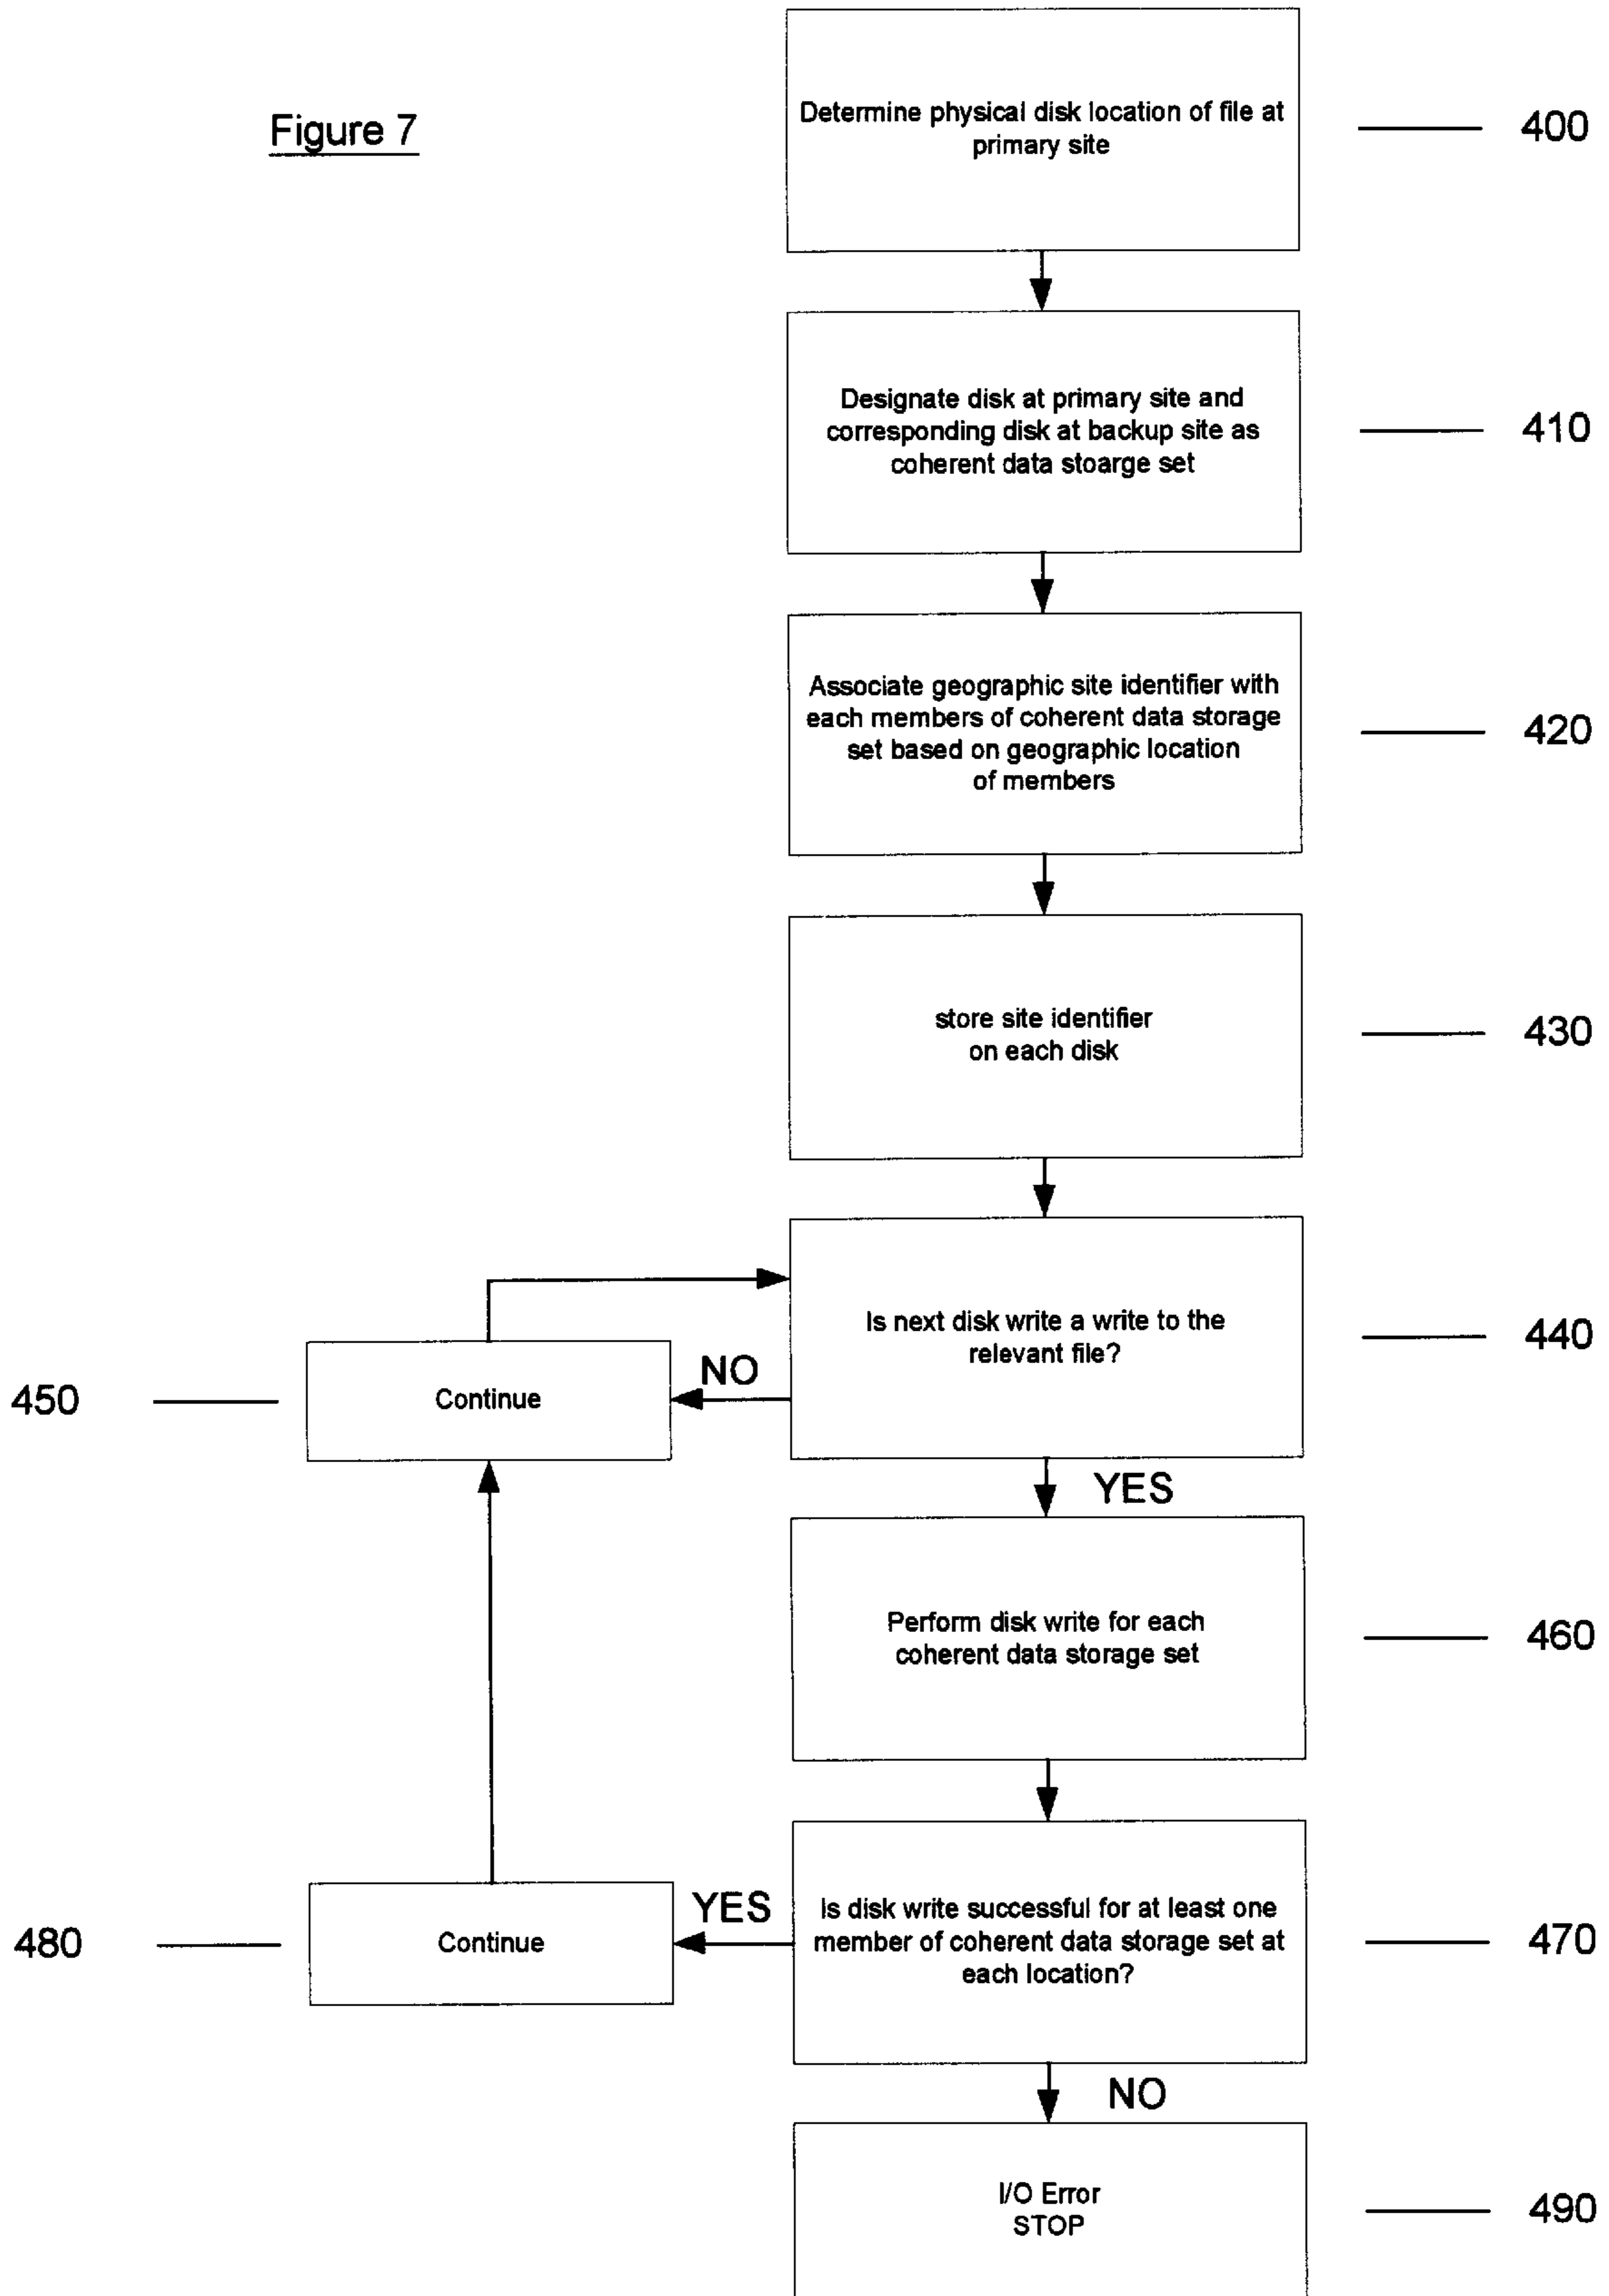 Figure 7
Determine physical disk location of file at
primary site
400
Designate disk at primary site and
corresponding disk at backup site as
coherent data stoarge set
410
Associate geographic site identifier with
each members of coherent data storage
set based on geographic location
of members
420
store site identifier
on each disk
430
Is next disk write a write to the
relevant file?
440
NO
Continue
450
YES
Perform disk write for each
coherent data storage set
460
Is disk write successful for at least one
member of coherent data storage set at
each location?
470
YES
Continue
480
NO
I/O Error
STOP
490